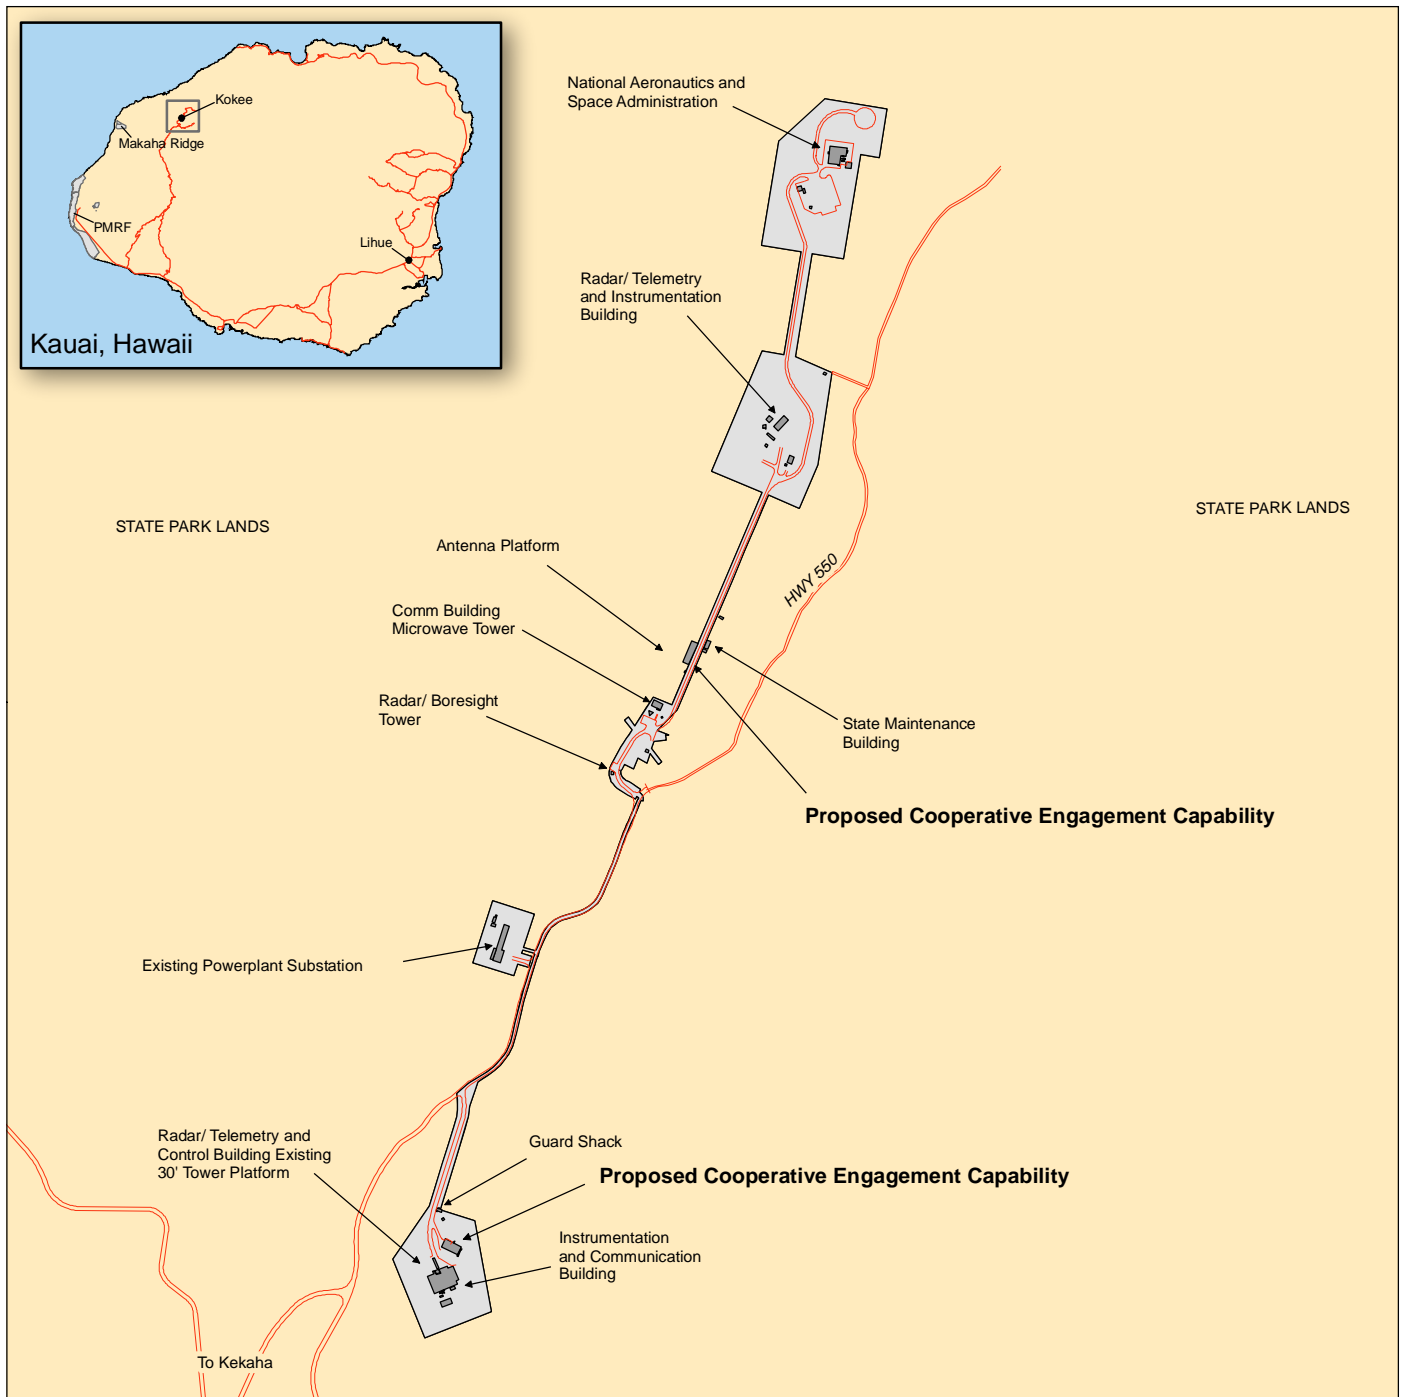 Kokee
Makaha Ridge
PMRF
Lihue
Kauai, Hawaii
National Aeronautics and
Space Administration
Radar/ Telemetry
and Instrumentation
Building
STATE PARK LANDS
STATE PARK LANDS
Antenna Platform
HWY 550
Comm Building
Microwave Tower
Radar/ Boresight
Tower
State Maintenance
Building
Proposed Cooperative Engagement Capability
Existing Powerplant Substation
Radar/ Telemetry and
Control Building Existing
30' Tower Platform
Guard Shack
Proposed Cooperative Engagement Capability
Instrumentation
and Communication
Building
To Kekaha